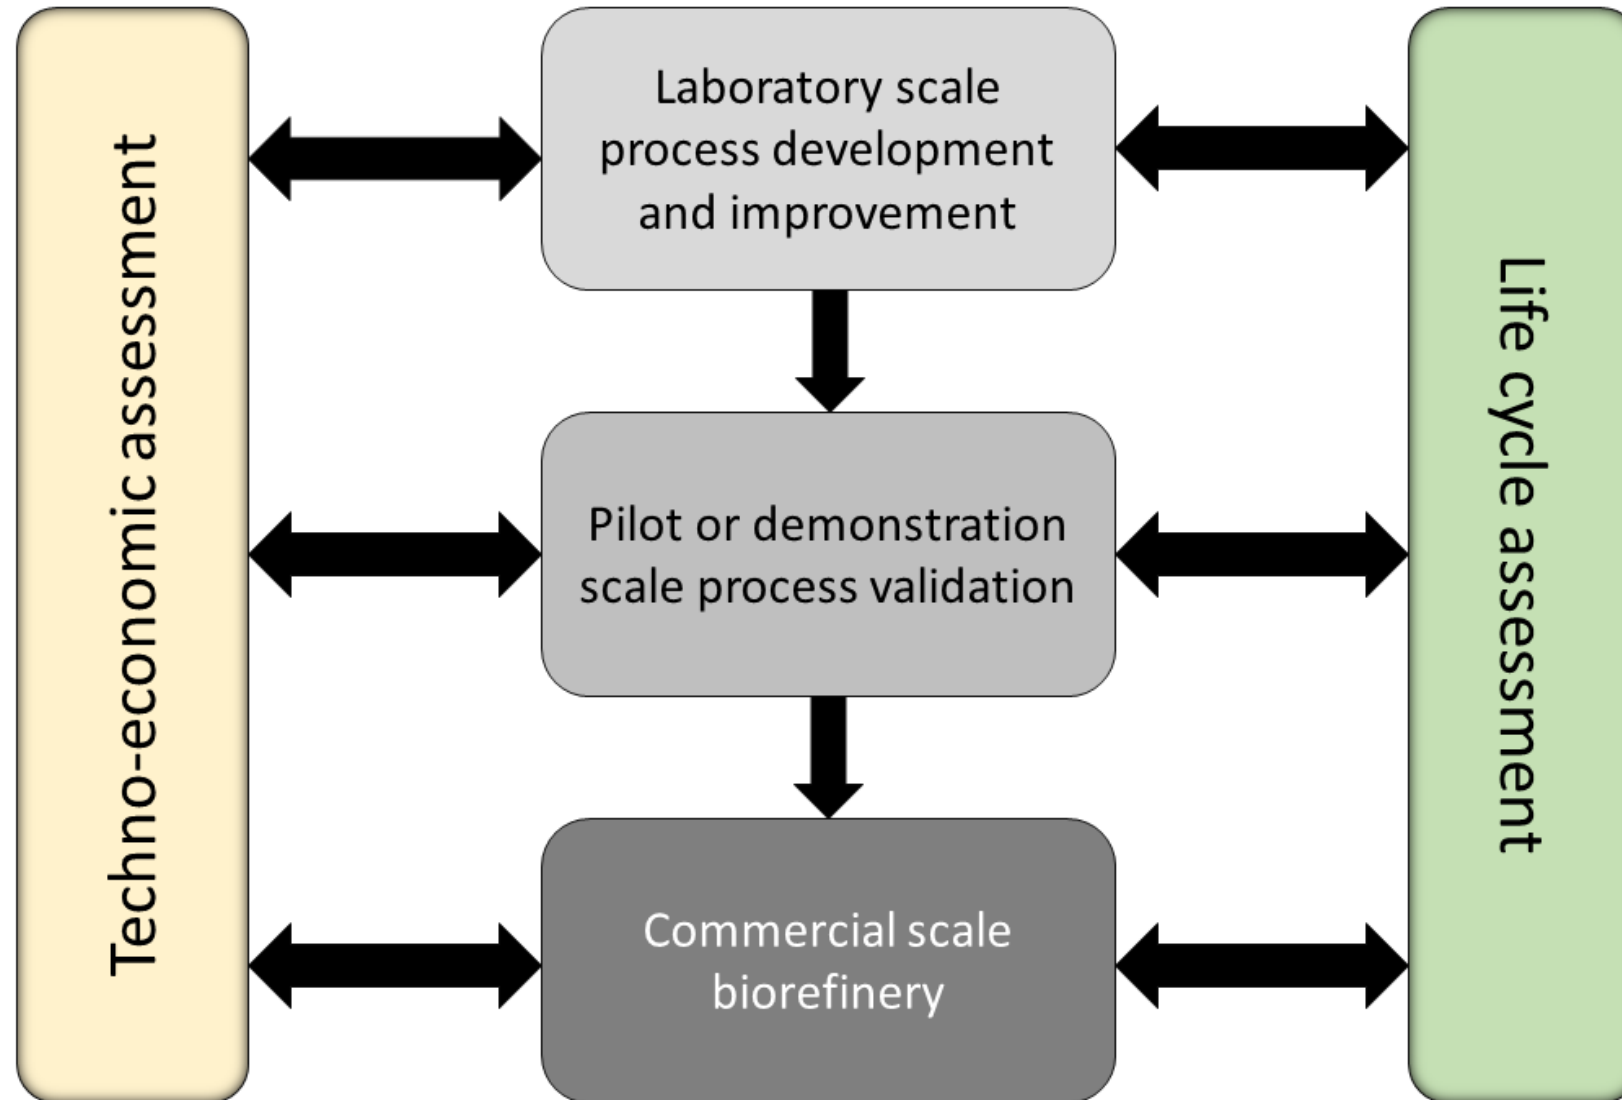 Techno-economic assessment
Laboratory scale
process development
and improvement
Pilot or demonstration
scale process validation
Commercial scale
biorefinery
Life cycle assessment